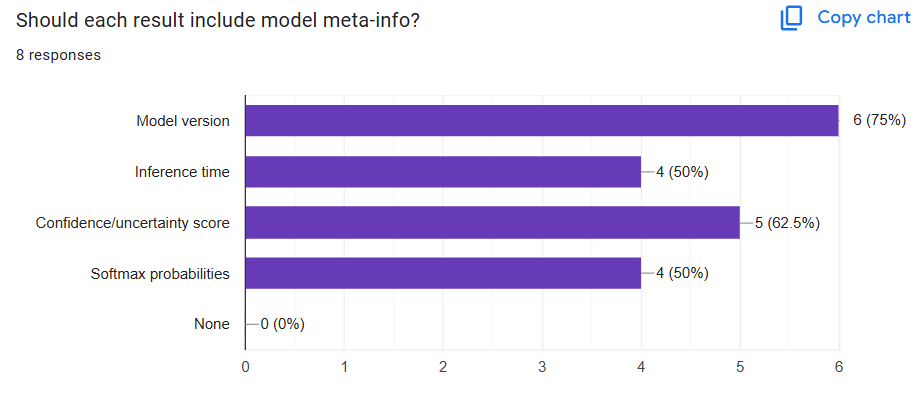 Should each result include model meta-info?
Copy chart
8 responses
Model version
6 (75%)
Inference time
4 (50%)
Confidence/uncertainty score
5 (62.5%)
Softmax probabilities
4 (50%)
None
0 (0%)
0 1 2 3 4 5 6